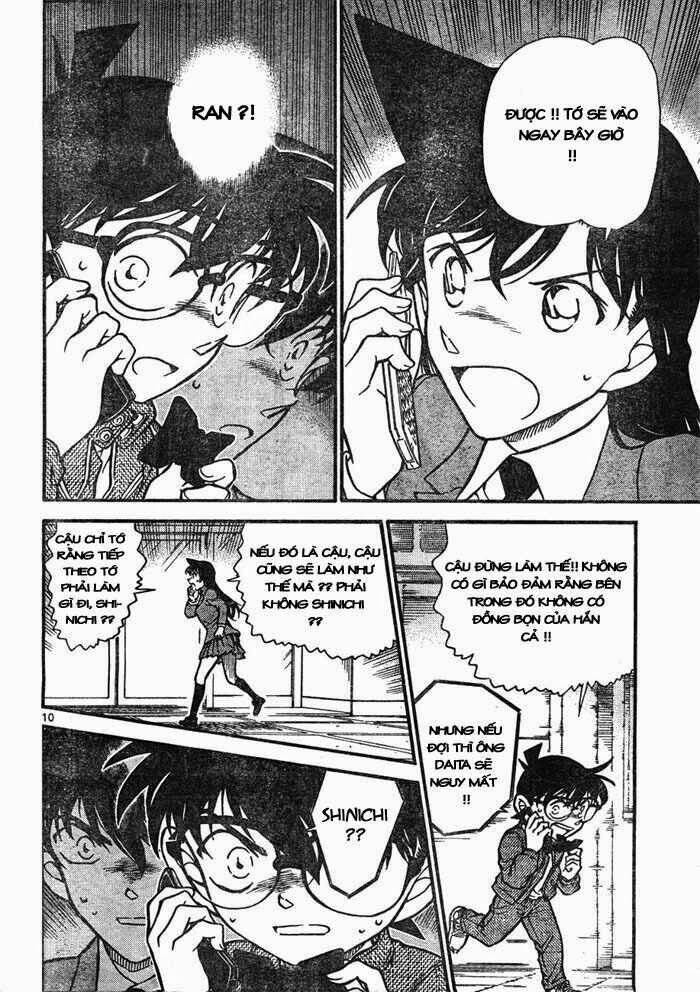 ĐƯỢC !! TỚ SẼ VÀO
NGAY BÂY GIỜ
!!
RAN ?!
CẬU ĐỪNG LÀM THẾ!! KHÔNG
CÓ GÌ BẢO ĐẢM RẰNG BÊN
TRONG ĐÓ KHÔNG CÓ
ĐỒNG BỌN CỦA HẮN
CẢ !!
NHƯNG NẾU
ĐỢI THÌ ÔNG
DAITA SẼ
NGUY MẤT
!!
NẾU ĐÓ LÀ CẬU, CẬU
CŨNG SẼ LÀM NHƯ
THẾ MÀ ?? PHẢI
KHÔNG SHINICHI
??
CẬU CHỈ TỚ
RẰNG TIẾP
THEO TỚ
PHẢI LÀM
GÌ ĐI, SHI-
NICHI ??
10
SHINICHI
??